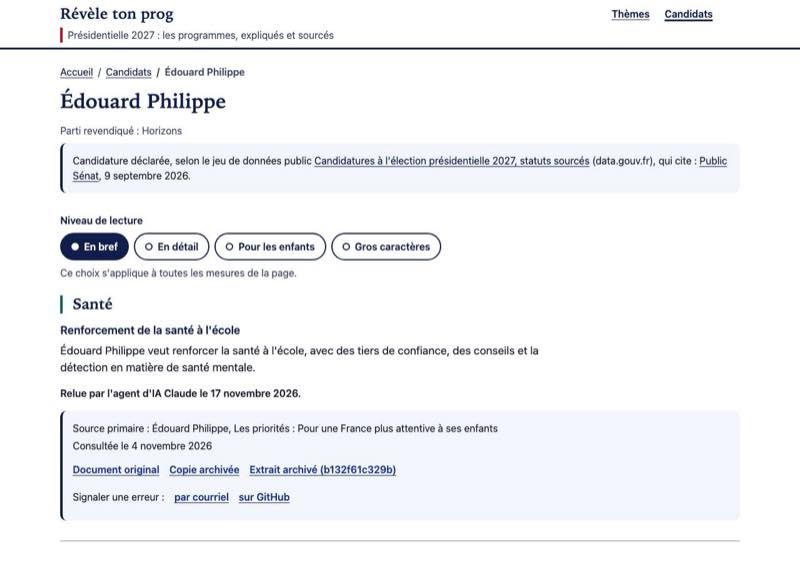 Révèle ton prog
Présidentielle 2027 : les programmes, expliqués et sourcés
Thèmes Candidats
Accueil / Candidats / Édouard Philippe
Édouard Philippe
Parti revendiqué : Horizons
Candidature déclarée, selon le jeu de données public Candidatures à l'élection présidentielle 2027, statuts sourcés (data.gouv.fr), qui cite : Public
Sénat, 9 septembre 2026.
Niveau de lecture
En bref En détail Pour les enfants Gros caractères
Ce choix s'applique à toutes les mesures de la page.
Santé
Renforcement de la santé à l'école
Édouard Philippe veut renforcer la santé à l'école, avec des tiers de confiance, des conseils et la
détection en matière de santé mentale.
Relue par l'agent d'IA Claude le 17 novembre 2026.
Source primaire : Édouard Philippe, Les priorités : Pour une France plus attentive à ses enfants
Consultée le 4 novembre 2026
Document original Copie archivée Extrait archivé (b132f61c329b)
Signaler une erreur : par courriel sur GitHub